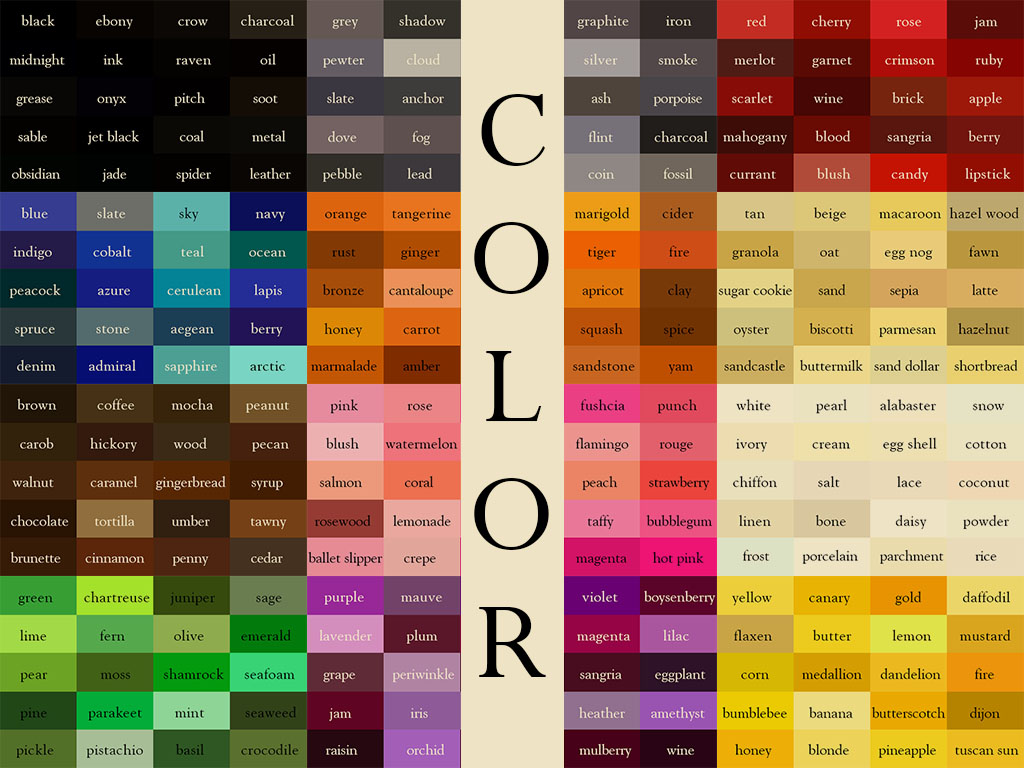 black ebony crow charcoal grey shadow graphite iron red cherry rose jam
midnight ink raven oil pewter cloud silver smoke merlot garnet crimson ruby
grease onyx pitch soot slate anchor ash porpoise scarlet wine brick apple
sable jet black coal metal dove fog flint charcoal mahogany blood sangria berry
obsidian jade spider leather pebble lead coin fossil currant blush candy lipstick
blue slate sky navy orange tangerine marigold cider tan beige macaroon hazel wood
indigo cobalt teal ocean rust ginger tiger fire granola oat egg nog fawn
peacock azure cerulean lapis bronze cantaloupe apricot clay sugar cookie sand sepia latte
spruce stone aegean berry honey carrot squash spice oyster biscotti parmesan hazelnut
denim admiral sapphire arctic marmalade amber sandstone yam sandcastle buttermilk sand dollar shortbread
brown coffee mocha peanut pink rose fushcia punch white pearl alabaster snow
carob hickory wood pecan blush watermelon flamingo rouge ivory cream egg shell cotton
walnut caramel gingerbread syrup salmon coral peach strawberry chiffon salt lace coconut
chocolate tortilla umber tawny rosewood lemonade taffy bubblegum linen bone daisy powder
brunette cinnamon penny cedar ballet slipper crepe magenta hot pink frost porcelain parchment rice
green chartreuse juniper sage purple mauve violet boysenberry yellow canary gold daffodil
lime fern olive emerald lavender plum magenta lilac flaxen butter lemon mustard
pear moss shamrock seafoam grape periwinkle sangria eggplant corn medallion dandelion fire
pine parakeet mint seaweed jam iris heather amethyst bumblebee banana butterscotch dijon
pickle pistachio basil crocodile raisin orchid mulberry wine honey blonde pineapple tuscan sun
C
O
L
O
R